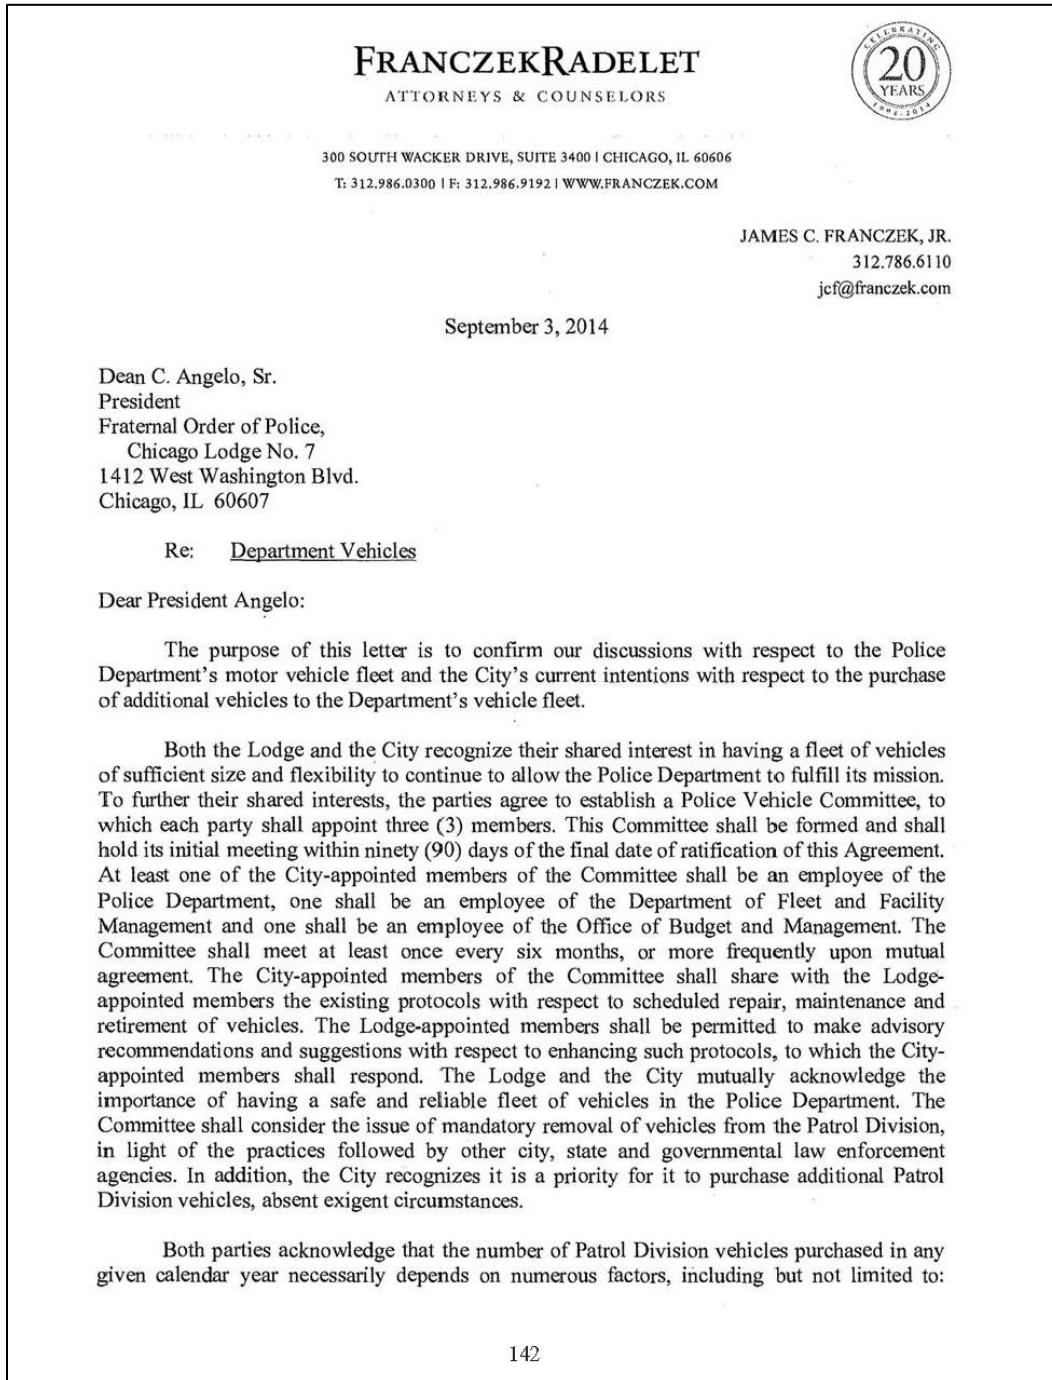 FRANCZEKRADELET
ATTORNEYS & COUNSELORS
CELEBRATING
20
YEARS
1994-2014
300 SOUTH WACKER DRIVE, SUITE 3400 | CHICAGO, IL 60606
T: 312.986.0300 | F: 312.986.9192 | WWW.FRANCZEK.COM
JAMES C. FRANCZEK, JR.
312.786.6110
jcf@franczek.com
September 3, 2014
Dean C. Angelo, Sr.
President
Fraternal Order of Police,
Chicago Lodge No. 7
1412 West Washington Blvd.
Chicago, IL 60607
Re: Department Vehicles
Dear President Angelo:
The purpose of this letter is to confirm our discussions with respect to the Police
Department's motor vehicle fleet and the City's current intentions with respect to the purchase
of additional vehicles to the Department's vehicle fleet.
Both the Lodge and the City recognize their shared interest in having a fleet of vehicles
of sufficient size and flexibility to continue to allow the Police Department to fulfill its mission.
To further their shared interests, the parties agree to establish a Police Vehicle Committee, to
which each party shall appoint three (3) members. This Committee shall be formed and shall
hold its initial meeting within ninety (90) days of the final date of ratification of this Agreement.
At least one of the City-appointed members of the Committee shall be an employee of the
Police Department, one shall be an employee of the Department of Fleet and Facility
Management and one shall be an employee of the Office of Budget and Management. The
Committee shall meet at least once every six months, or more frequently upon mutual
agreement. The City-appointed members of the Committee shall share with the Lodge-
appointed members the existing protocols with respect to scheduled repair, maintenance and
retirement of vehicles. The Lodge-appointed members shall be permitted to make advisory
recommendations and suggestions with respect to enhancing such protocols, to which the City-
appointed members shall respond. The Lodge and the City mutually acknowledge the
importance of having a safe and reliable fleet of vehicles in the Police Department. The
Committee shall consider the issue of mandatory removal of vehicles from the Patrol Division,
in light of the practices followed by other city, state and governmental law enforcement
agencies. In addition, the City recognizes it is a priority for it to purchase additional Patrol
Division vehicles, absent exigent circumstances.
Both parties acknowledge that the number of Patrol Division vehicles purchased in any
given calendar year necessarily depends on numerous factors, including but not limited to:
142